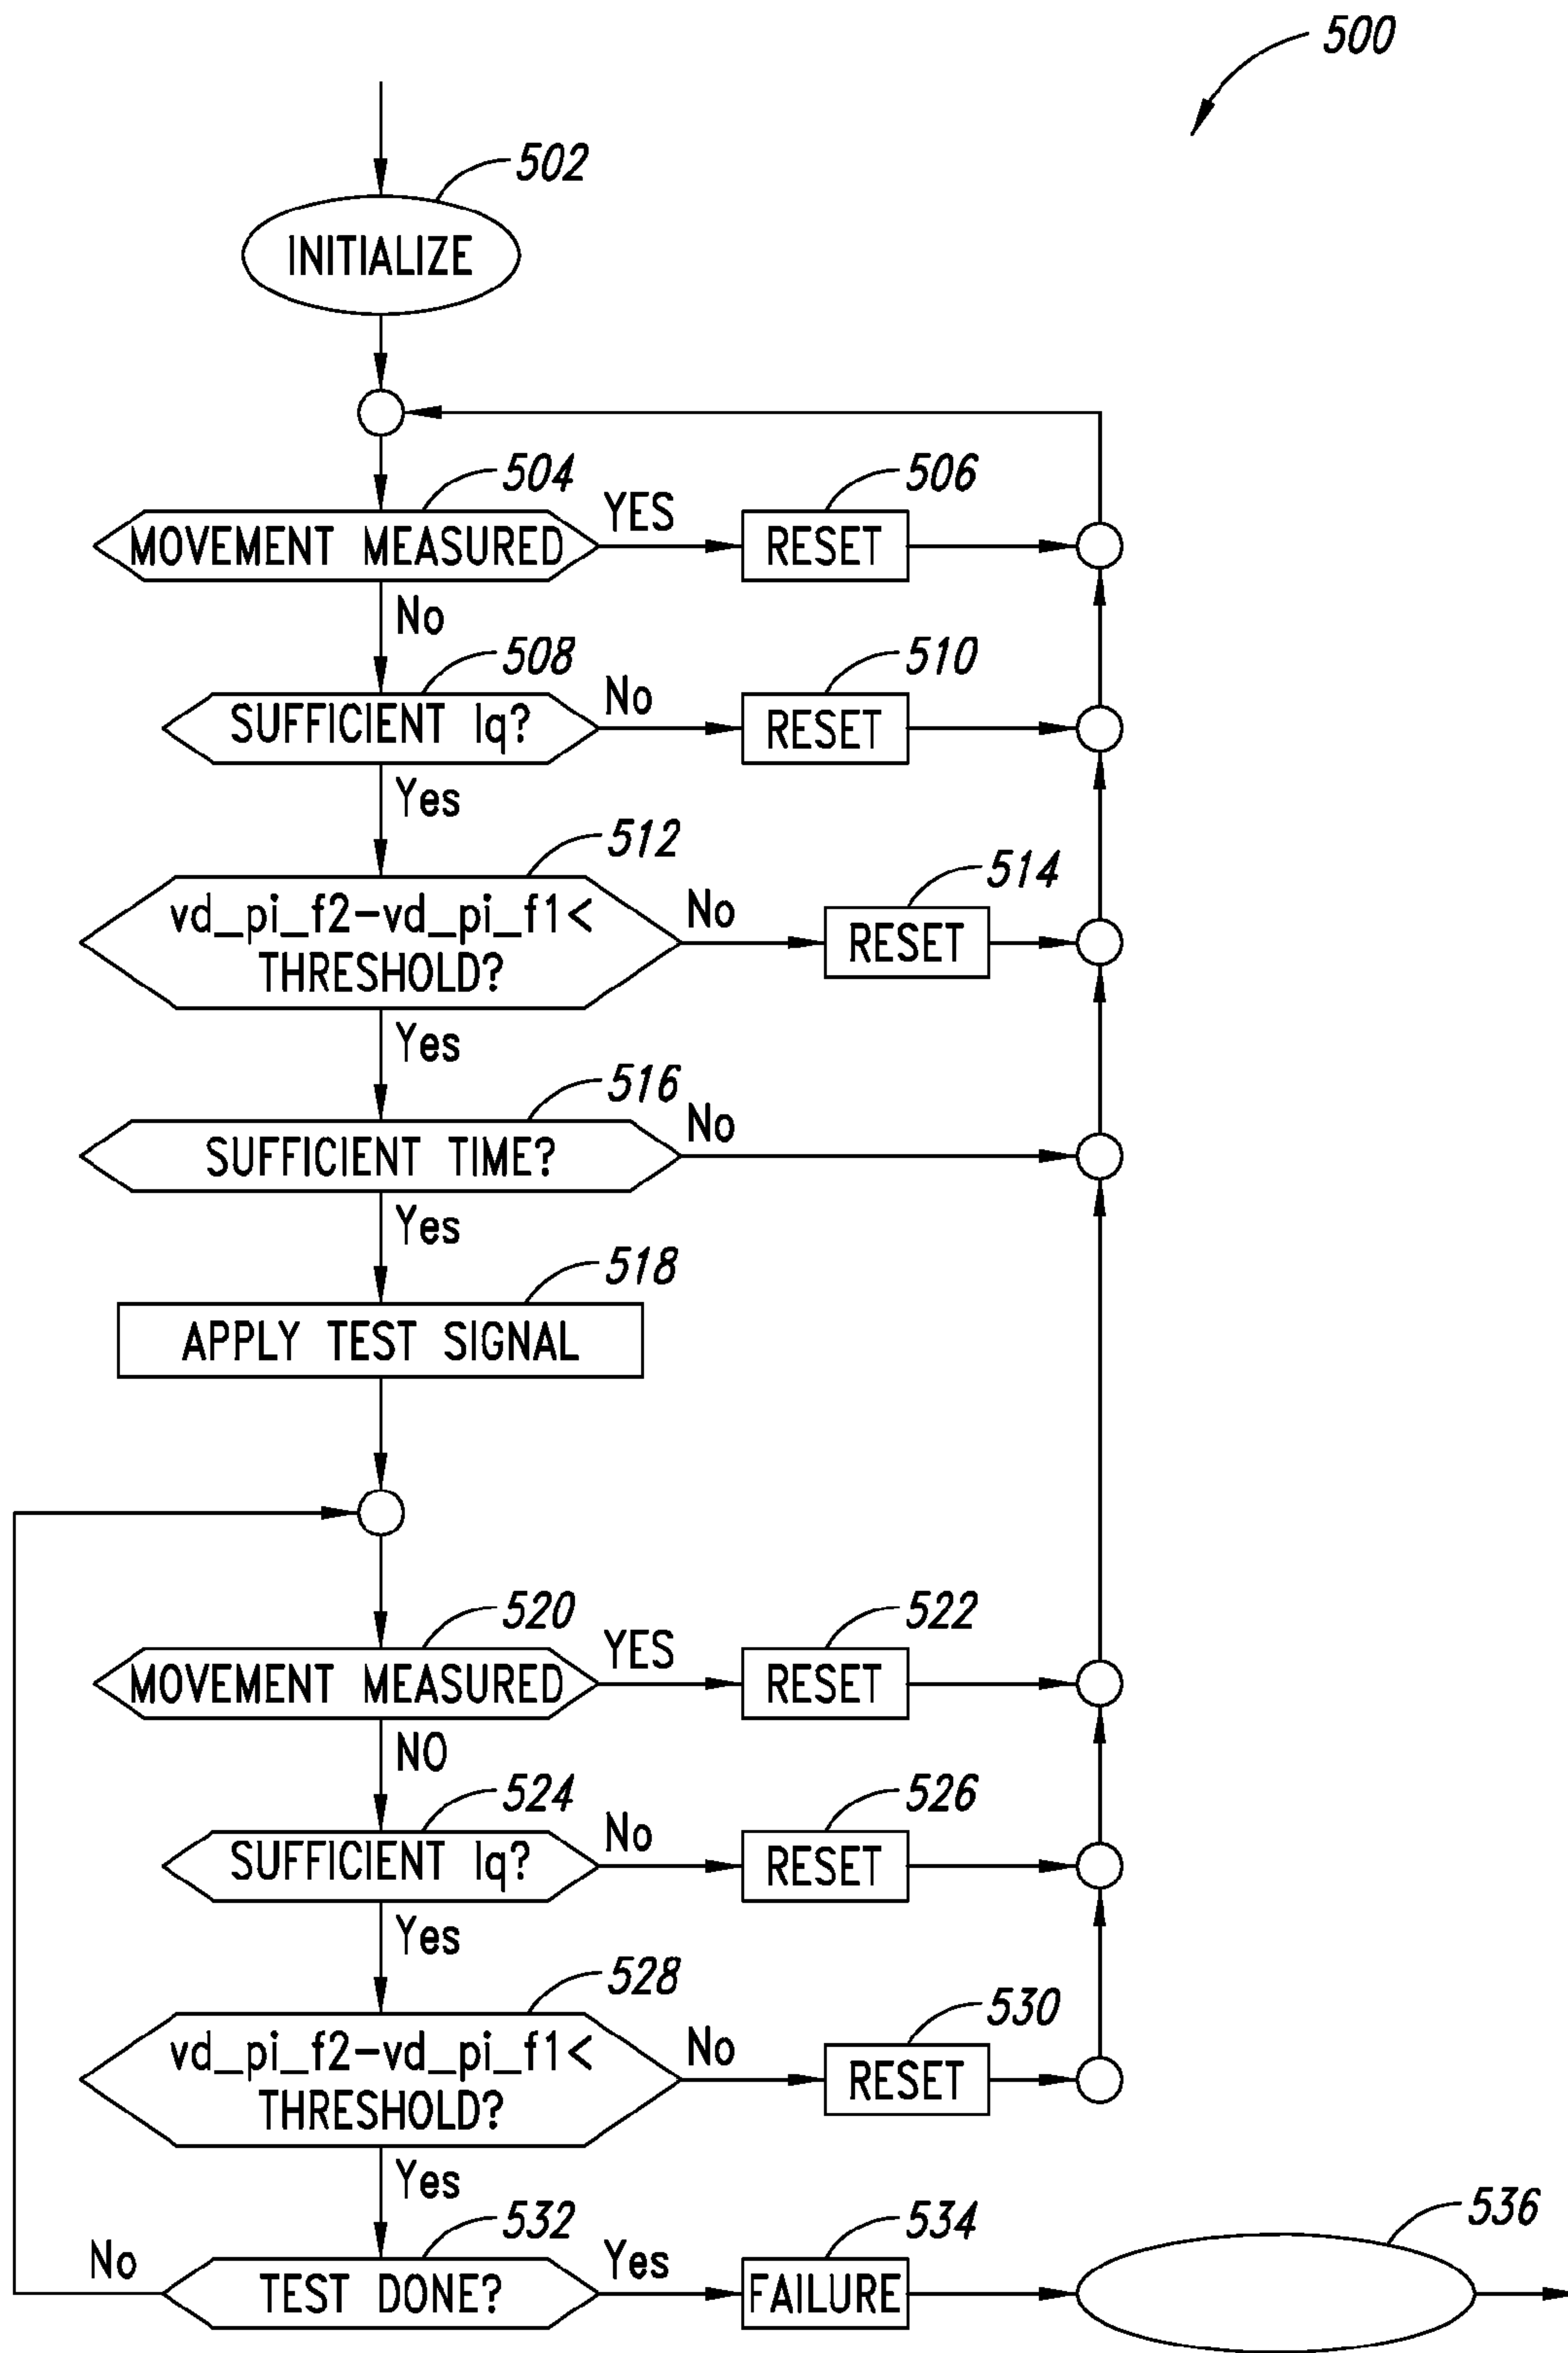 500
502
INITIALIZE
504
MOVEMENT MEASURED
YES
506
RESET
No
508
SUFFICIENT Iq?
No
510
RESET
Yes
512
vd_pi_f2-vd_pi_f1<
THRESHOLD?
No
514
RESET
Yes
516
SUFFICIENT TIME?
No
Yes
518
APPLY TEST SIGNAL
520
MOVEMENT MEASURED
YES
522
RESET
NO
524
SUFFICIENT Iq?
No
526
RESET
Yes
528
vd_pi_f2-vd_pi_f1<
THRESHOLD?
No
530
RESET
Yes
532
No
TEST DONE?
Yes
534
FAILURE
536